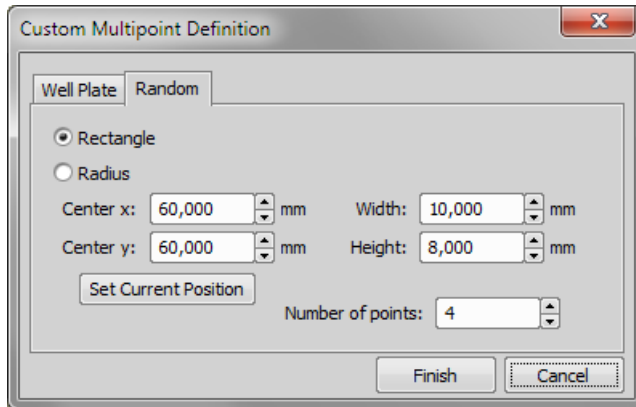 Custom Multipoint Definition
Well Plate Random
Rectangle
Radius
Center x: 60,000 mm Width: 10,000 mm
Center y: 60,000 mm Height: 8,000 mm
Set Current Position
Number of points: 4
Finish Cancel